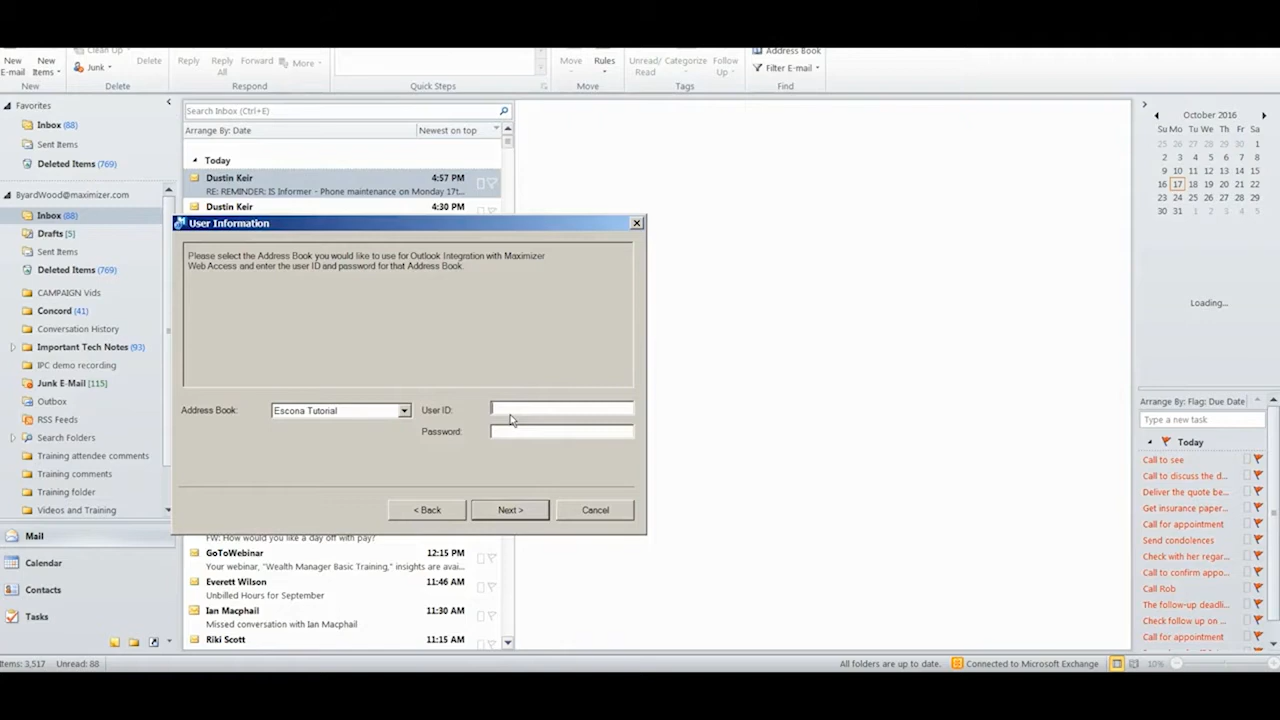 Clean Up
Address Book
New E-mail
New Items
Junk
Delete
Reply
Reply All
Forward
More
Move
Rules
Unread/ Read
Categorize
Follow Up
Filter E-mail
New
Delete
Respond
Quick Steps
Move
Tags
Find
Favorites
Inbox (88)
Sent Items
Deleted Items (769)
ByardWood@maximizer.com
Inbox (88)
Drafts [5]
Sent Items
Deleted Items (769)
CAMPAIGN Vids
Concord (41)
Conversation History
Important Tech Notes (93)
IPC demo recording
Junk E-Mail [115]
Outbox
RSS Feeds
Search Folders
Training attendee comments
Training comments
Training folder
Videos and Training
Mail
Calendar
Contacts
Tasks
Search Inbox (Ctrl+E)
Arrange By: Date
Newest on top
Today
Dustin Keir 4:57 PM
RE: REMINDER: IS Informer - Phone maintenance on Monday 17t...
Dustin Keir 4:30 PM
User Information
Please select the Address Book you would like to use for Outlook Integration with Maximizer
Web Access and enter the user ID and password for that Address Book.
Address Book: Escona Tutorial
User ID:
Password:
< Back
Next >
Cancel
FW: How would you like a day off with pay?
GoToWebinar 12:15 PM
Your webinar, "Wealth Manager Basic Training," insights are avai...
Everett Wilson 11:46 AM
Unbilled Hours for September
Ian Macphail 11:30 AM
Missed conversation with Ian Macphail
Riki Scott 11:15 AM
October 2016
Su Mo Tu We Th Fr Sa
25 26 27 28 29 30 1
2 3 4 5 6 7 8
9 10 11 12 13 14 15
16 17 18 19 20 21 22
23 24 25 26 27 28 29
30 31 1 2 3 4 5
Loading...
Arrange By: Flag: Due Date
Type a new task
Today
Call to see
Call to discuss the d...
Deliver the quote be...
Get insurance paper...
Call for appointment
Send condolences
Check with her regar...
Call to confirm appo...
Call Rob
The follow-up deadli...
Check follow up on ...
Call for appointment
Items: 3,517 Unread: 88
All folders are up to date.
Connected to Microsoft Exchange
10%